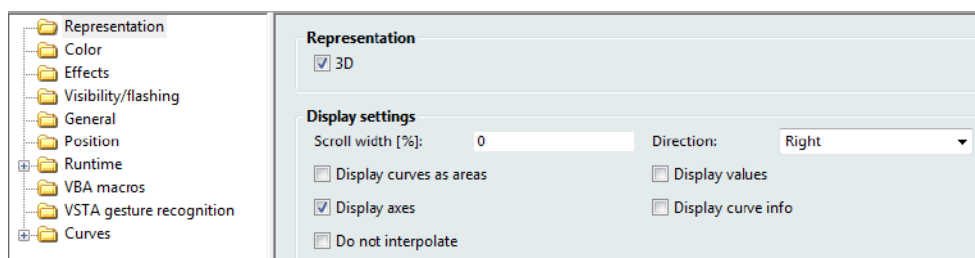 Representation
Color
Effects
Visibility/flashing
General
Position
Runtime
VBA macros
VSTA gesture recognition
Curves
Representation
3D
Display settings
Scroll width [%]: 0 Direction: Right
Display curves as areas Display values
Display axes Display curve info
Do not interpolate